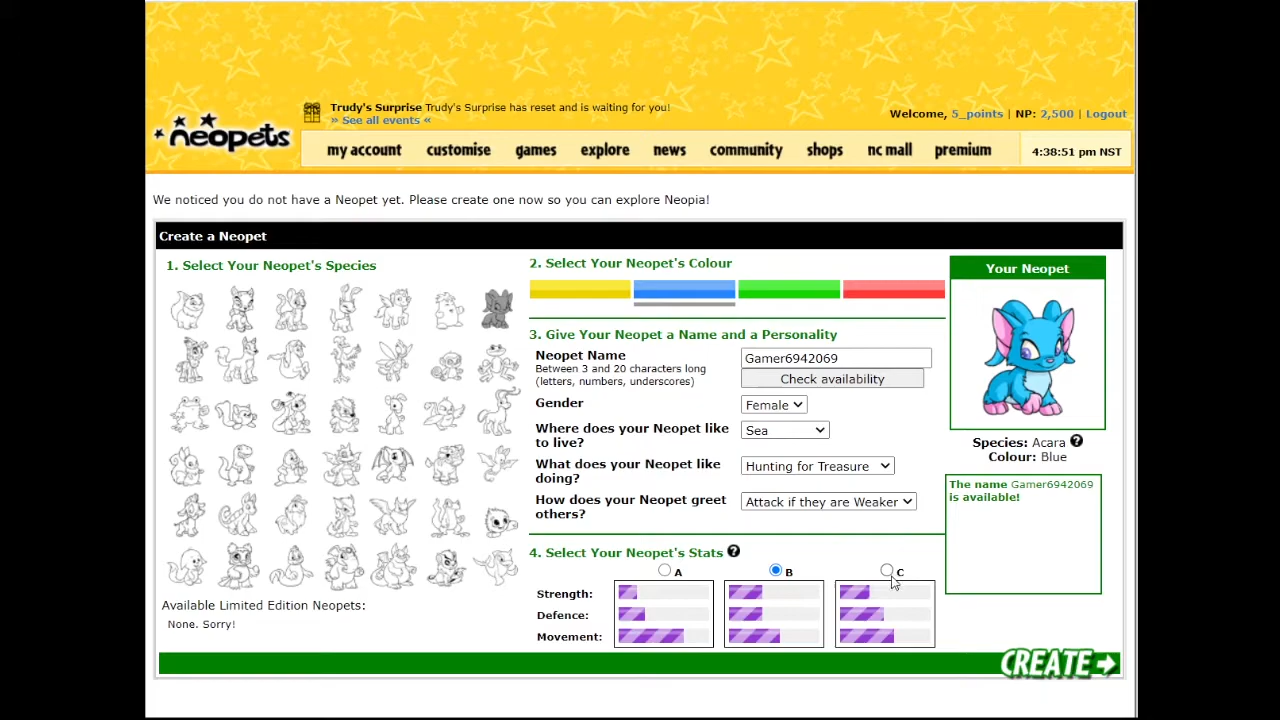 Trudy's Surprise Trudy's Surprise has reset and is waiting for you!
» See all events «
Welcome, 5_points | NP: 2,500 | Logout
neopets
my account customise games explore news community shops nc mall premium 4:38:51 pm NST
We noticed you do not have a Neopet yet. Please create one now so you can explore Neopia!
Create a Neopet
1. Select Your Neopet's Species
Available Limited Edition Neopets:
None. Sorry!
2. Select Your Neopet's Colour
3. Give Your Neopet a Name and a Personality
Neopet Name Gamer6942069
Between 3 and 20 characters long
(letters, numbers, underscores)
Check availability
Gender Female
Where does your Neopet like
to live?
Sea
What does your Neopet like
doing?
Hunting for Treasure
How does your Neopet greet
others?
Attack if they are Weaker
4. Select Your Neopet's Stats ?
A B C
Strength:
Defence:
Movement:
Your Neopet
Species: Acara ?
Colour: Blue
The name Gamer6942069
is available!
CREATE